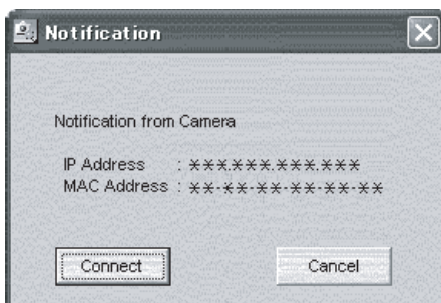 Notification
Notification from Camera
IP Address : ***.***.***.***
MAC Address : **-**-**-**-**-**
Connect Cancel